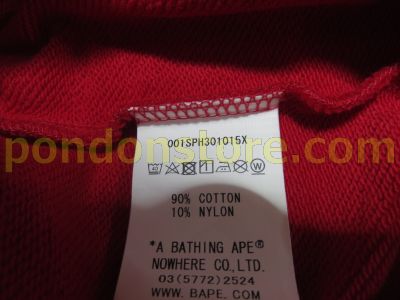 001SPH301015X
pondonstore.com
90% COTTON
10% NYLON
*A BATHING APE®
NOWHERE CO.,LTD.
03(5772)2524
WWW.BAPE.COM